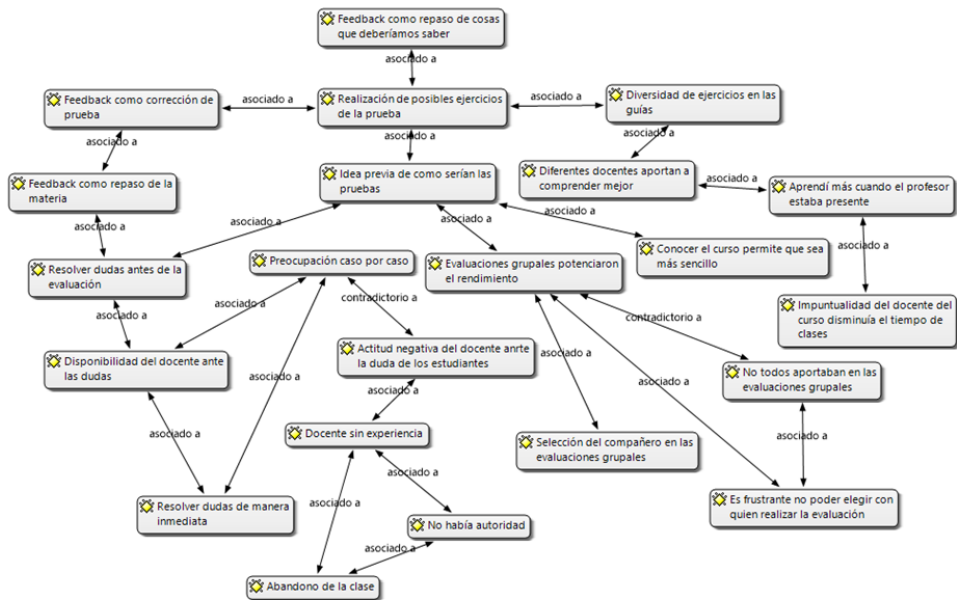 Feedback como repaso de cosas
que deberíamos saber
asociado a
Feedback como corrección de
prueba
asociado a
Realización de posibles ejercicios
de la prueba
asociado a
Diversidad de ejercicios en las
guías
asociado a
asociado a
asociado a
Feedback como repaso de la
materia
Idea previa de como serían las
pruebas
Diferentes docentes aportan a
comprender mejor
asociado a
Aprendí más cuando el profesor
estaba presente
asociado a
asociado a
asociado a
asociado a
asociado a
Resolver dudas antes de la
evaluación
Preocupación caso por caso
Evaluaciones grupales potenciaron
el rendimiento
Conocer el curso permite que sea
más sencillo
asociado a
asociado a
contradictorio a
contradictorio a
Impuntualidad del docente del
curso disminuía el tiempo de
clases
Disponibilidad del docente ante
las dudas
Actitud negativa del docente anrte
la duda de los estudiantes
asociado a
No todos aportaban en las
evaluaciones grupales
asociado a
asociado a
asociado a
asociado a
Docente sin experiencia
Selección del compañero en las
evaluaciones grupales
asociado a
asociado a
asociado a
Resolver dudas de manera
inmediata
No había autoridad
Es frustrante no poder elegir con
quien realizar la evaluación
asociado a
Abandono de la clase